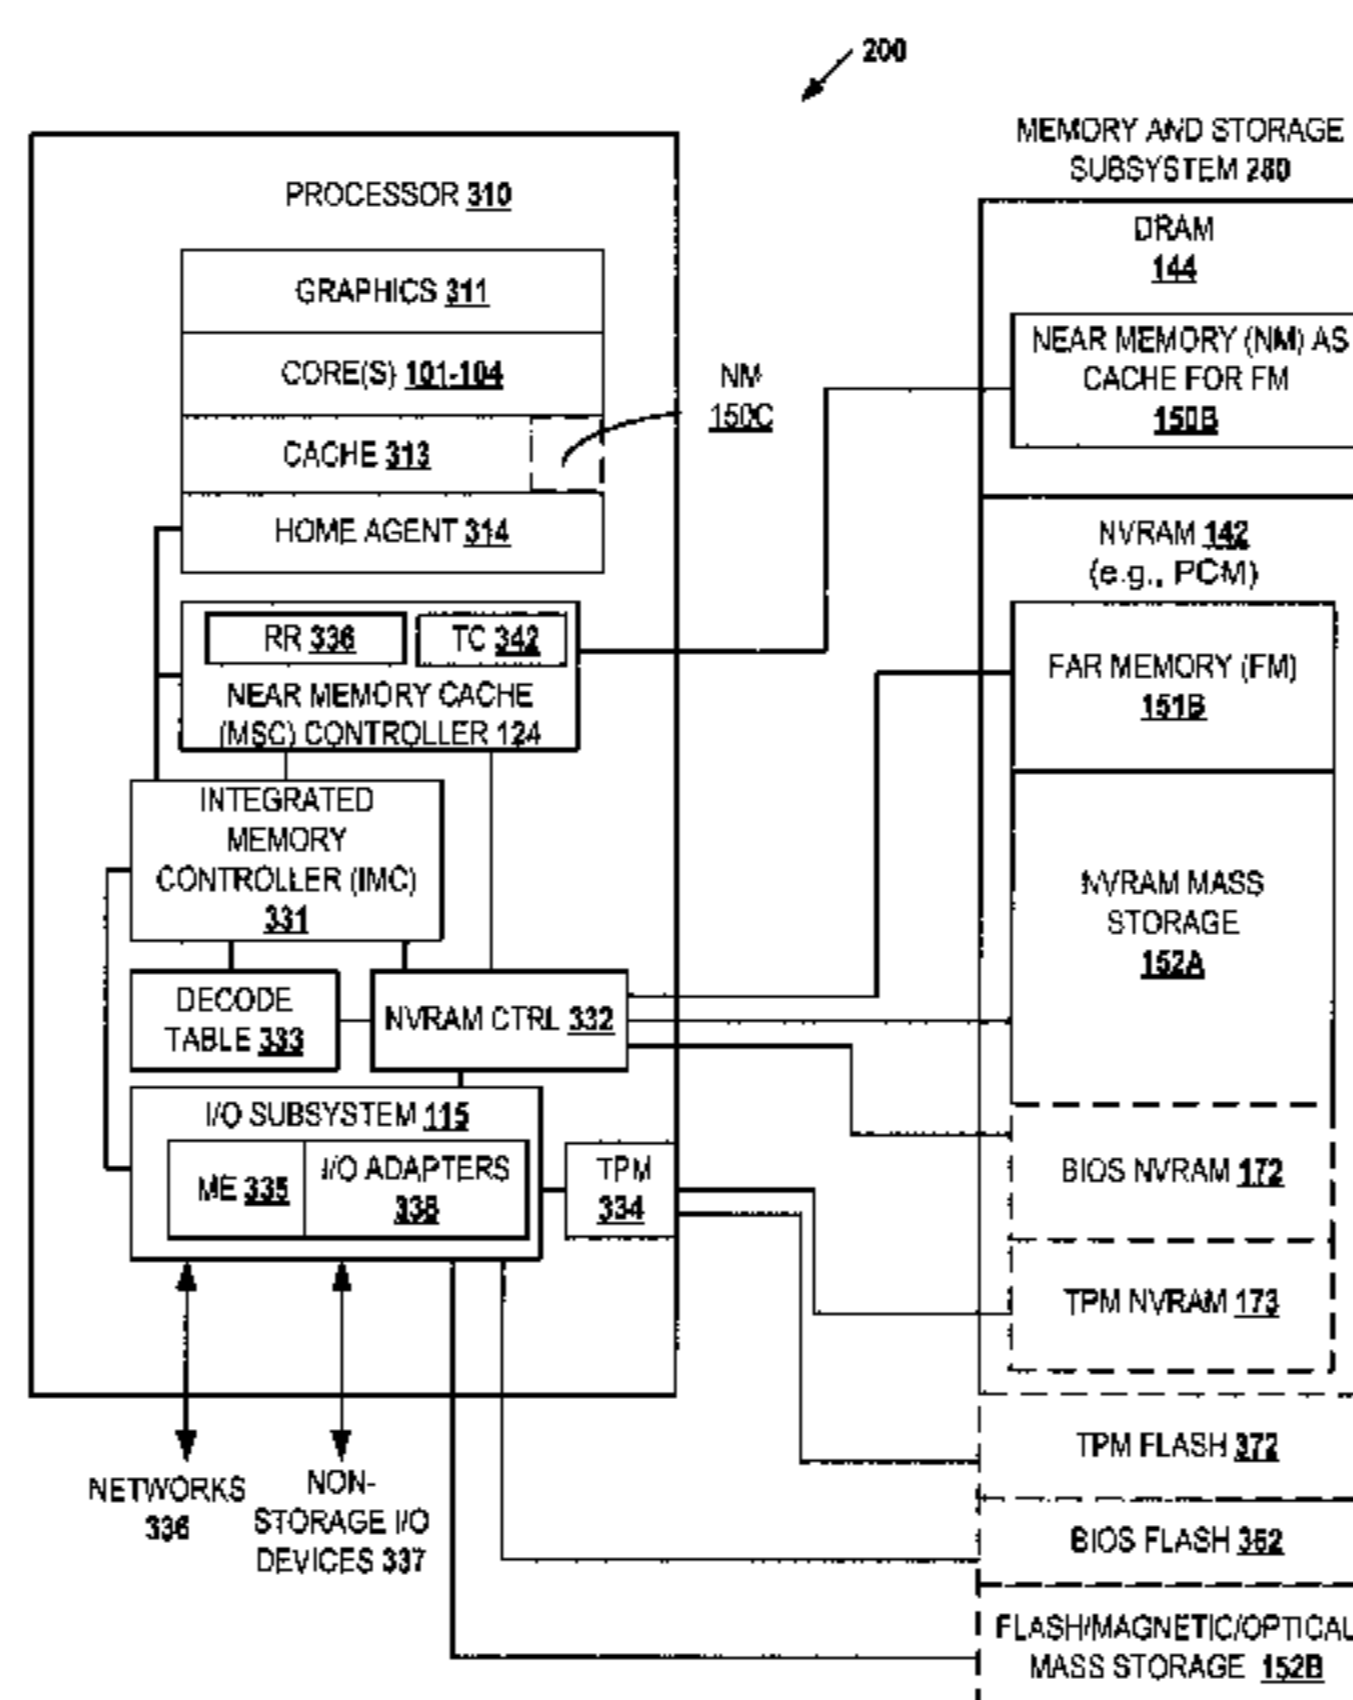 200
PROCESSOR 310
GRAPHICS 311
CORE(S) 101-104
CACHE 313
HOME AGENT 314
NM
150C
RR 336
TC 342
NEAR MEMORY CACHE
(MSC) CONTROLLER 124
INTEGRATED
MEMORY
CONTROLLER (IMC)
331
DECODE
TABLE 333
NVRAM CTRL 332
I/O SUBSYSTEM 115
ME 335
I/O ADAPTERS
338
TPM
334
NETWORKS
336
NON-
STORAGE I/O
DEVICES 337
MEMORY AND STORAGE
SUBSYSTEM 280
DRAM
144
NEAR MEMORY (NM) AS
CACHE FOR FM
150B
NVRAM 142
(e.g., PCM)
FAR MEMORY (FM)
151B
NVRAM MASS
STORAGE
152A
BIOS NVRAM 172
TPM NVRAM 173
TPM FLASH 372
BIOS FLASH 362
FLASH/MAGNETIC/OPTICAL
MASS STORAGE 152B